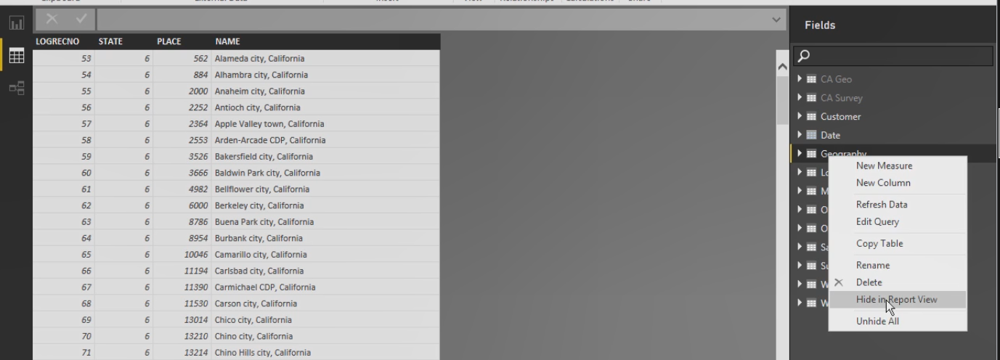 Clipboard External Data Insert View Relationships Calculations Share
Fields
LOGRECNO STATE PLACE NAME
53 6 562 Alameda city, California
54 6 884 Alhambra city, California
55 6 2000 Anaheim city, California
56 6 2252 Antioch city, California
57 6 2364 Apple Valley town, California
58 6 2553 Arden-Arcade CDP, California
59 6 3526 Bakersfield city, California
60 6 3666 Baldwin Park city, California
61 6 4982 Bellflower city, California
62 6 6000 Berkeley city, California
63 6 8786 Buena Park city, California
64 6 8954 Burbank city, California
65 6 10046 Camarillo city, California
66 6 11194 Carlsbad city, California
67 6 11390 Carmichael CDP, California
68 6 11530 Carson city, California
69 6 13014 Chico city, California
70 6 13210 Chino city, California
71 6 13214 Chino Hills city, California
CA Geo
CA Survey
Customer
Date
Geography
Lo
M
O
O
Sa
Su
W
W
New Measure
New Column
Refresh Data
Edit Query
Copy Table
Rename
Delete
Hide in Report View
Unhide All